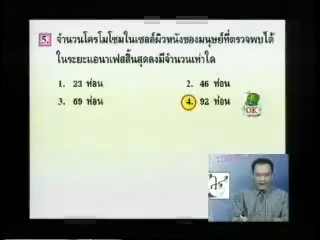 5. จำนวนโครโมโซมในเซลล์ผิวหนังของมนุษย์ที่ตรวจพบได้
ในระยะแอนาเฟสสิ้นสุดลงมีจำนวนเท่าใด
1. 23 ท่อน
2. 46 ท่อน
3. 69 ท่อน
4. 92 ท่อน
OK